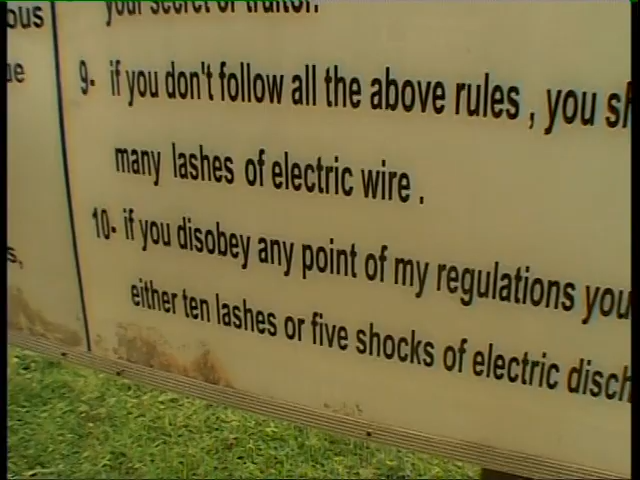 ous
your secret or traitor.
9- if you don't follow all the above rules , you sh
many lashes of electric wire .
10- if you disobey any point of my regulations you
s,
either ten lashes or five shocks of electric disch